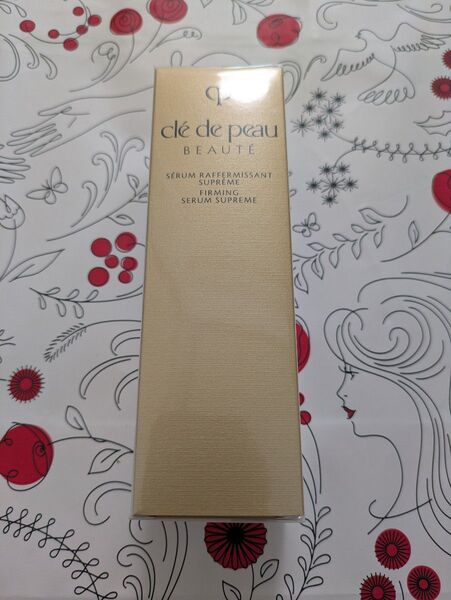 clé de peau
BEAUTÉ
SÉRUM RAFFERMISSANT
SUPRÊME
FIRMING
SERUM SUPREME